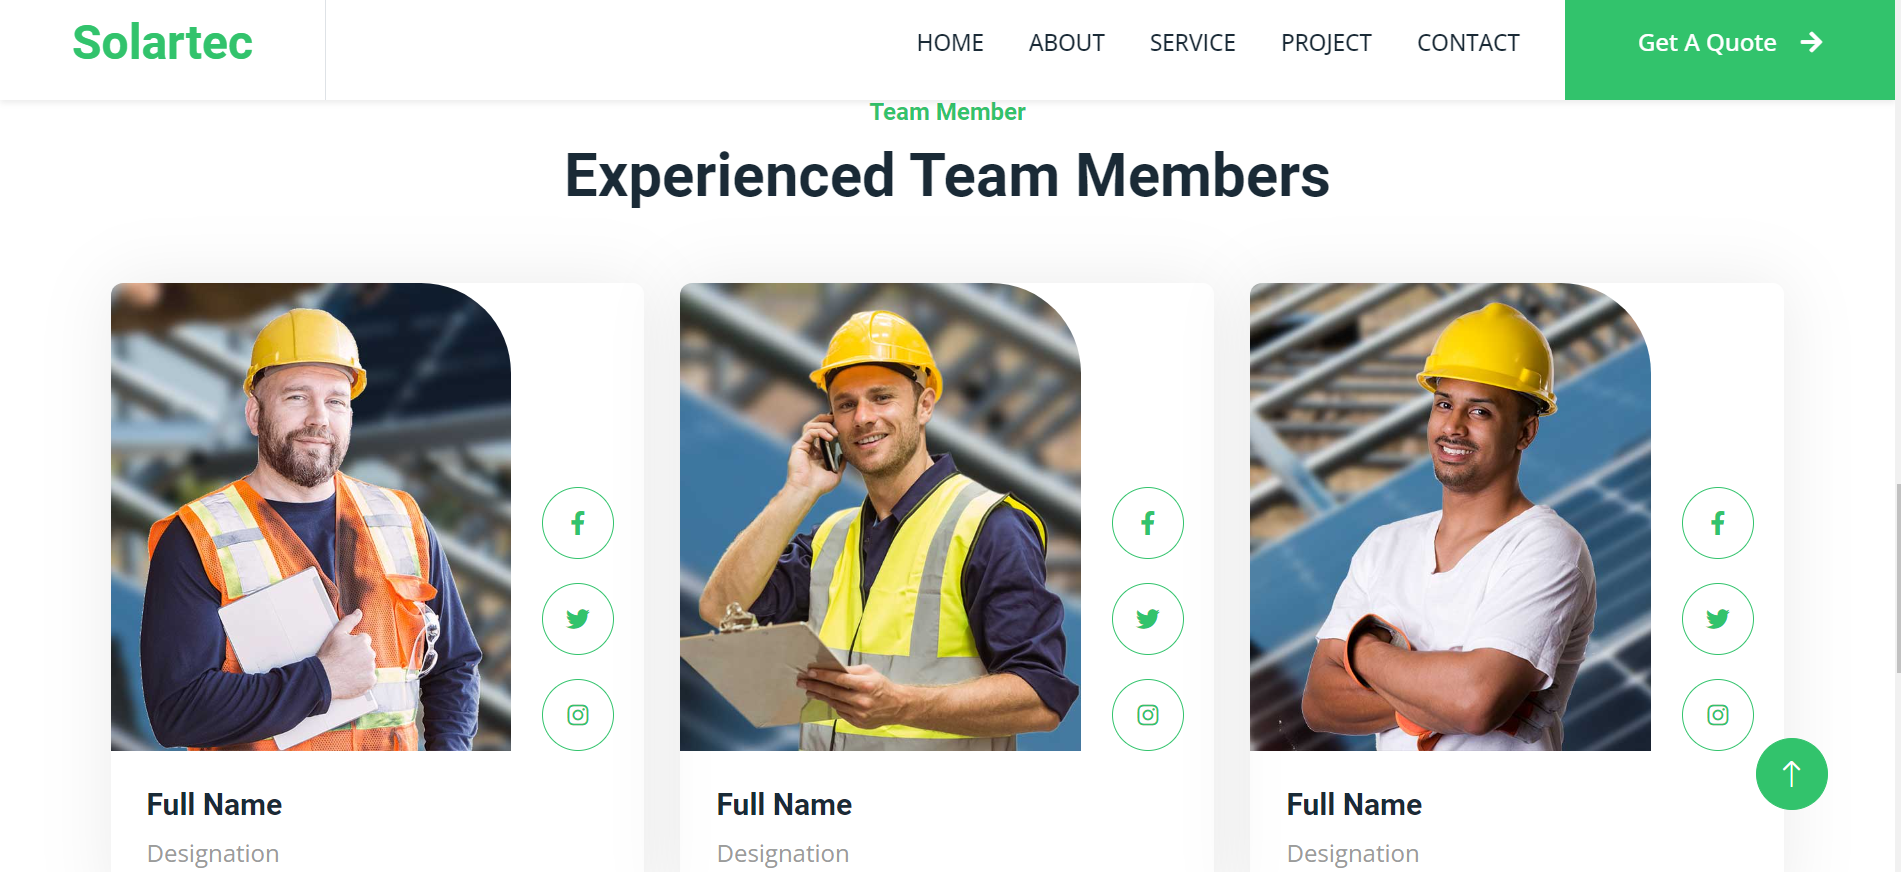 Solartec
HOME ABOUT SERVICE PROJECT CONTACT Get A Quote
Team Member
Experienced Team Members
Full Name
Designation
Full Name
Designation
Full Name
Designation